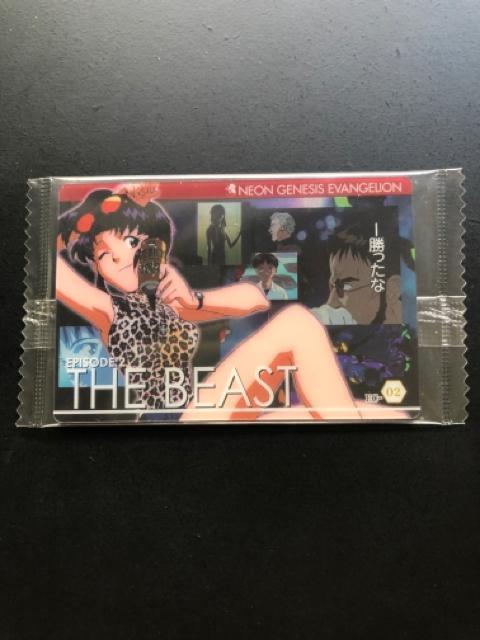 NEON GENESIS EVANGELION
勝ったな
EPISODE:2
THE BEAST
02